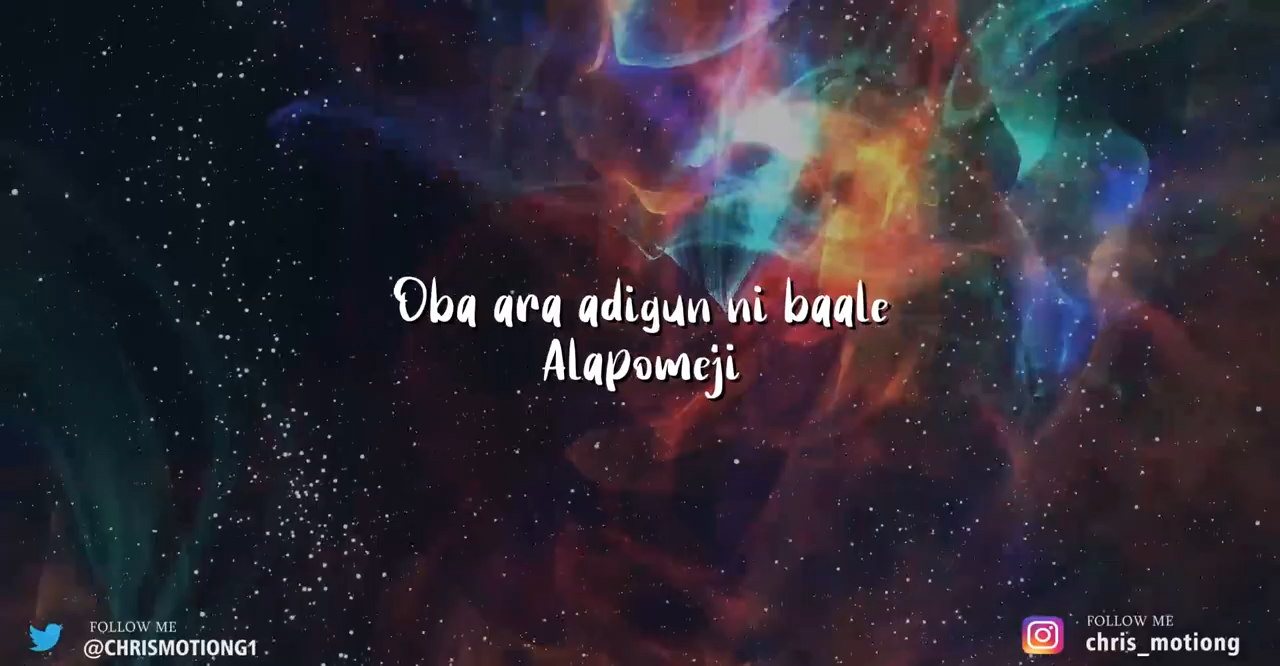 Oba ara adigun ni baale
Alapomeji
FOLLOW ME
@CHRISMOTIONG1
FOLLOW ME
chris_motiong